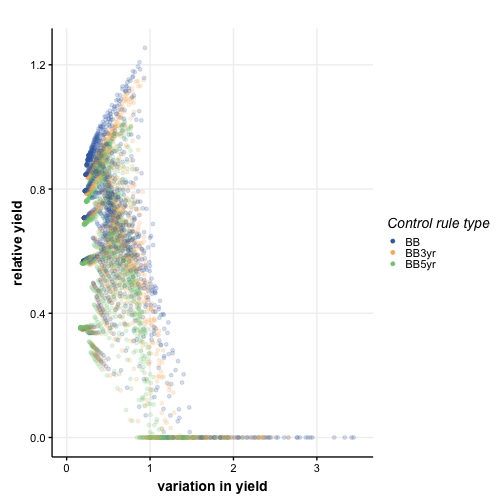 1.2
0.8
0.4
0.0
relative yield
0
1
2
3
variation in yield
Control rule type
BB
BB3yr
BB5yr